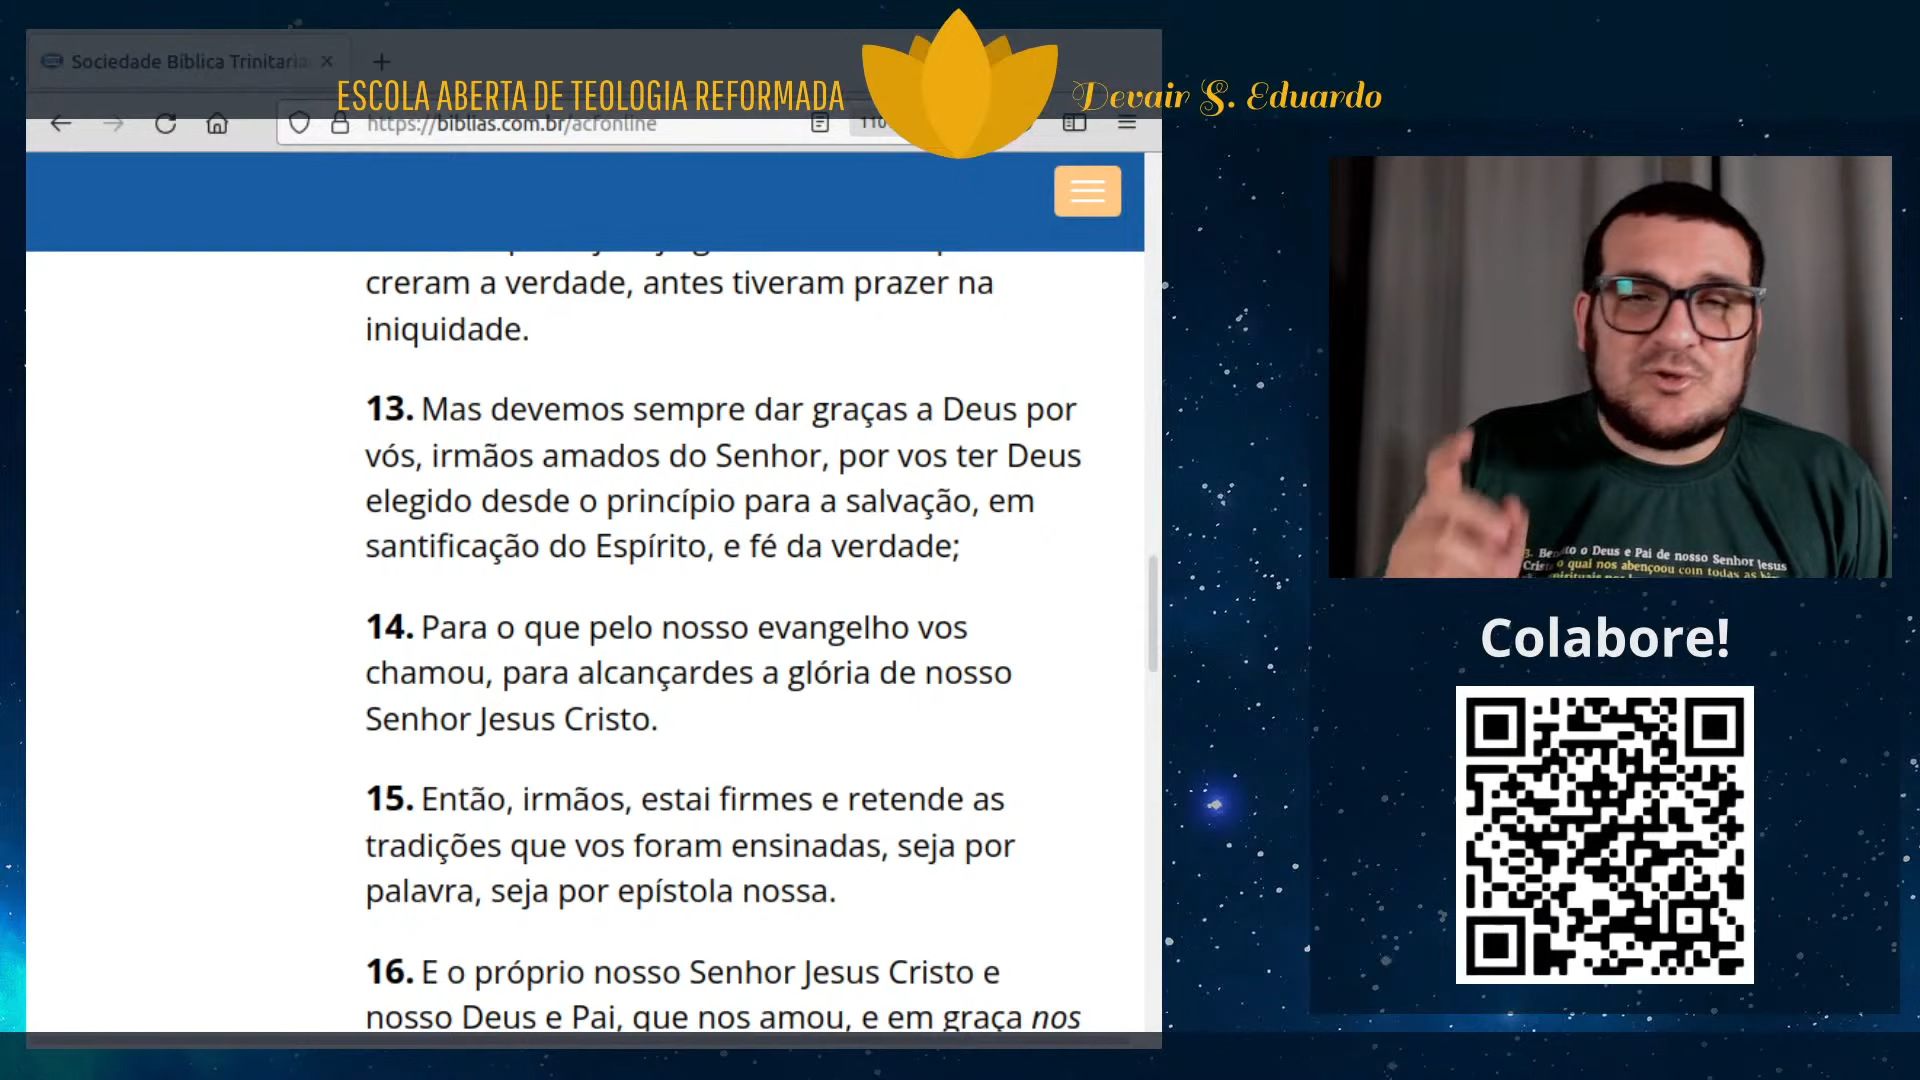 Sociedade Bíblica Trinitaria
ESCOLA ABERTA DE TEOLOGIA REFORMADA
Devair S. Eduardo
https://biblias.com.br/acfonline
110
creram a verdade, antes tiveram prazer na
iniquidade.
13. Mas devemos sempre dar graças a Deus por
vós, irmãos amados do Senhor, por vos ter Deus
elegido desde o princípio para a salvação, em
santificação do Espírito, e fé da verdade;
14. Para o que pelo nosso evangelho vos
chamou, para alcançardes a glória de nosso
Senhor Jesus Cristo.
15. Então, irmãos, estai firmes e retende as
tradições que vos foram ensinadas, seja por
palavra, seja por epístola nossa.
16. E o próprio nosso Senhor Jesus Cristo e
nosso Deus e Pai, que nos amou, e em graça nos
3. o Deus e Pai de nosso Senhor Jesus
o qual nos abençoou com todas as
Colabore!